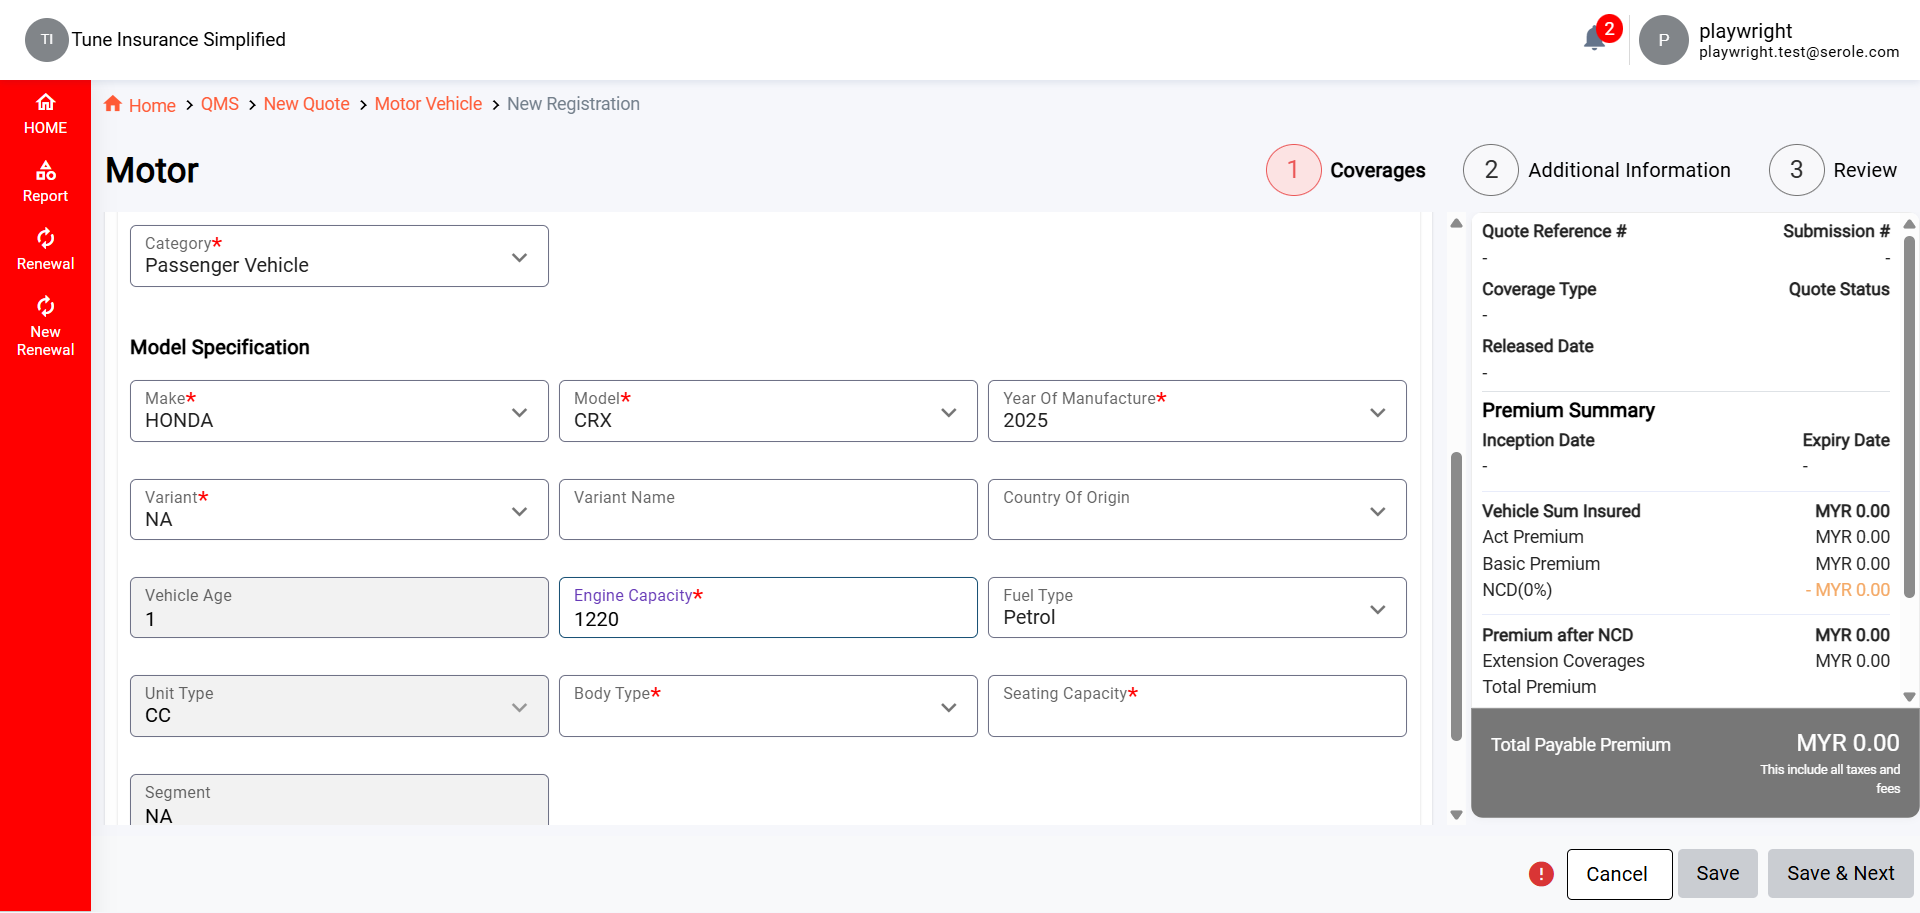 TI Tune Insurance Simplified
2
P
playwright
playwright.test@serole.com
HOME
Report
Renewal
New
Renewal
Home > QMS > New Quote > Motor Vehicle > New Registration
Motor
1 Coverages
2 Additional Information
3 Review
Category*
Passenger Vehicle
Model Specification
Make*
HONDA
Model*
CRX
Year Of Manufacture*
2025
Variant*
NA
Variant Name
Country Of Origin
Vehicle Age
1
Engine Capacity*
1220
Fuel Type
Petrol
Unit Type
CC
Body Type*
Seating Capacity*
Segment
NA
Quote Reference # Submission #
- -
Coverage Type Quote Status
-
Released Date
-
Premium Summary
Inception Date Expiry Date
- -
Vehicle Sum Insured MYR 0.00
Act Premium MYR 0.00
Basic Premium MYR 0.00
NCD(0%) - MYR 0.00
Premium after NCD MYR 0.00
Extension Coverages MYR 0.00
Total Premium
Total Payable Premium MYR 0.00
This include all taxes and
fees
! Cancel Save Save & Next